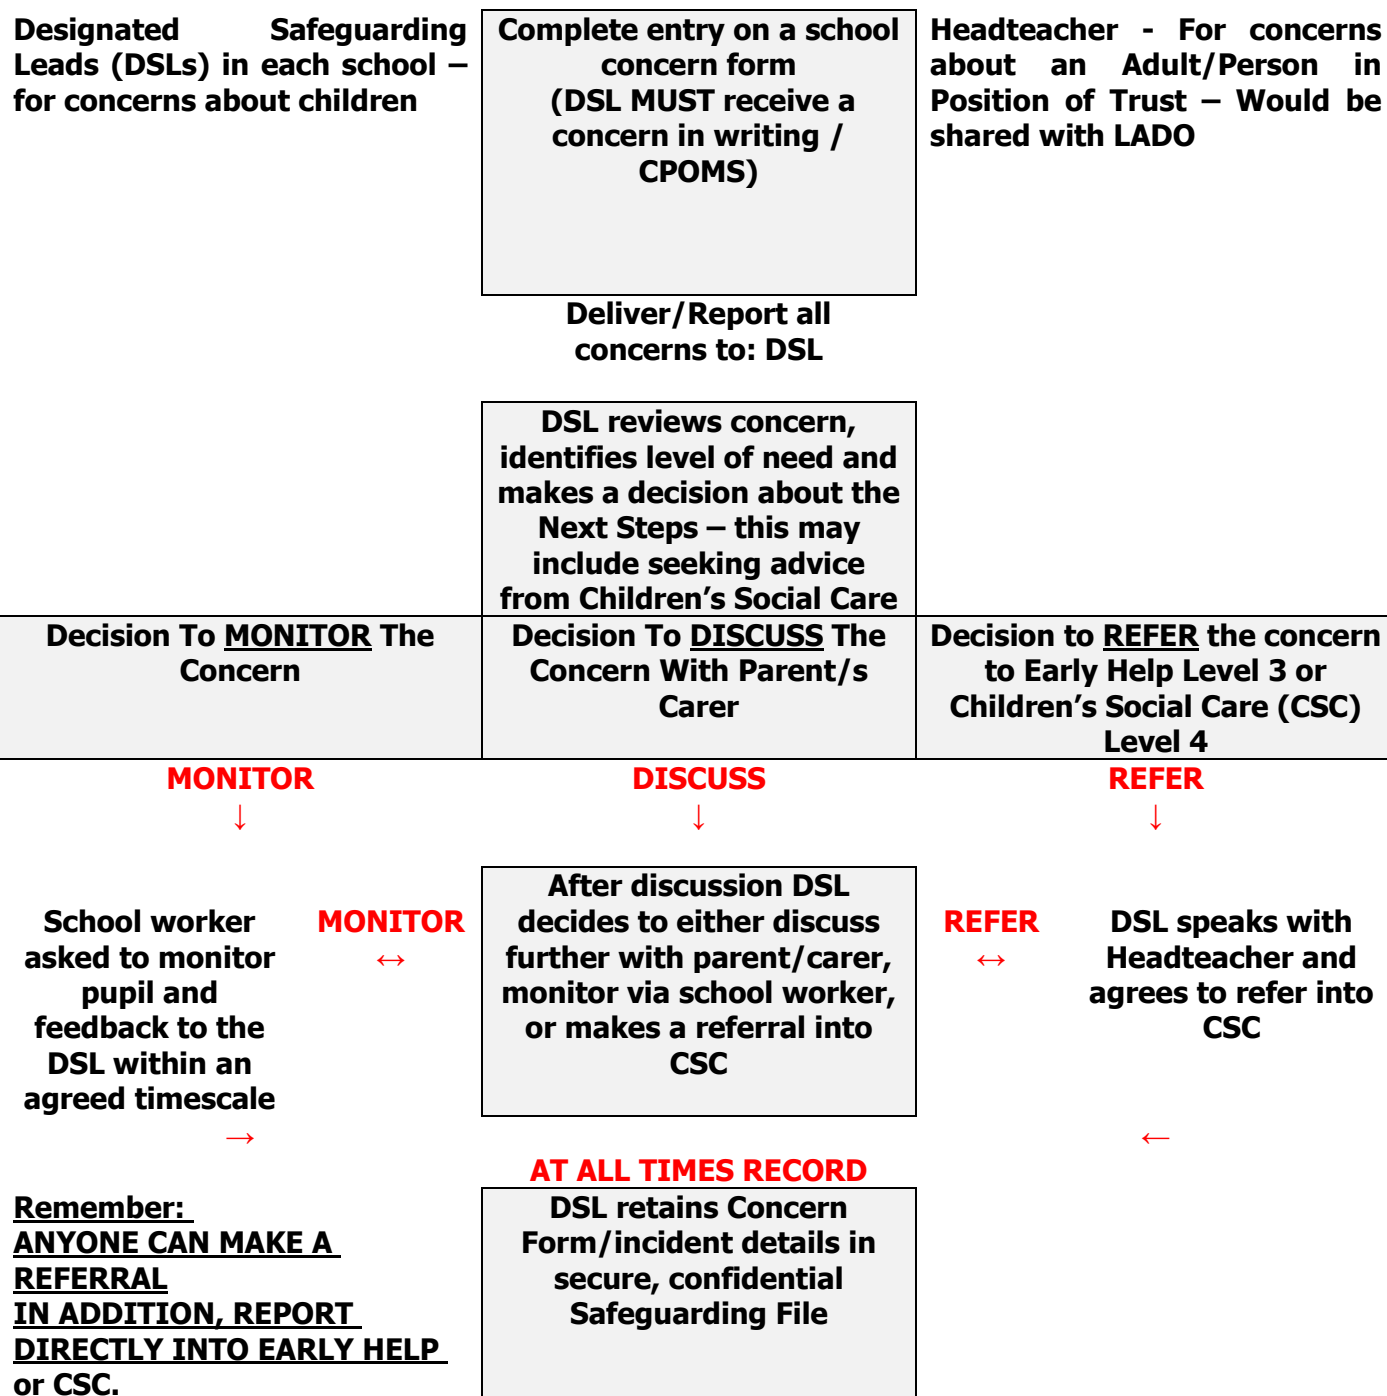 Designated Safeguarding
Leads (DSLs) in each school –
for concerns about children
Complete entry on a school
concern form
(DSL MUST receive a
concern in writing /
CPOMS)
Headteacher - For concerns
about an Adult/Person in
Position of Trust – Would be
shared with LADO
Deliver/Report all
concerns to: DSL
DSL reviews concern,
identifies level of need and
makes a decision about the
Next Steps – this may
include seeking advice
from Children’s Social Care
Decision To MONITOR The
Concern
Decision To DISCUSS The
Concern With Parent/s
Carer
Decision to REFER the concern
to Early Help Level 3 or
Children’s Social Care (CSC)
Level 4
MONITOR
↓
DISCUSS
↓
REFER
↓
School worker
asked to monitor
pupil and
feedback to the
DSL within an
agreed timescale
MONITOR
↔
After discussion DSL
decides to either discuss
further with parent/carer,
monitor via school worker,
or makes a referral into
CSC
REFER
↔
DSL speaks with
Headteacher and
agrees to refer into
CSC
→
←
AT ALL TIMES RECORD
Remember:
ANYONE CAN MAKE A
REFERRAL
IN ADDITION, REPORT
DIRECTLY INTO EARLY HELP
or CSC.
DSL retains Concern
Form/incident details in
secure, confidential
Safeguarding File